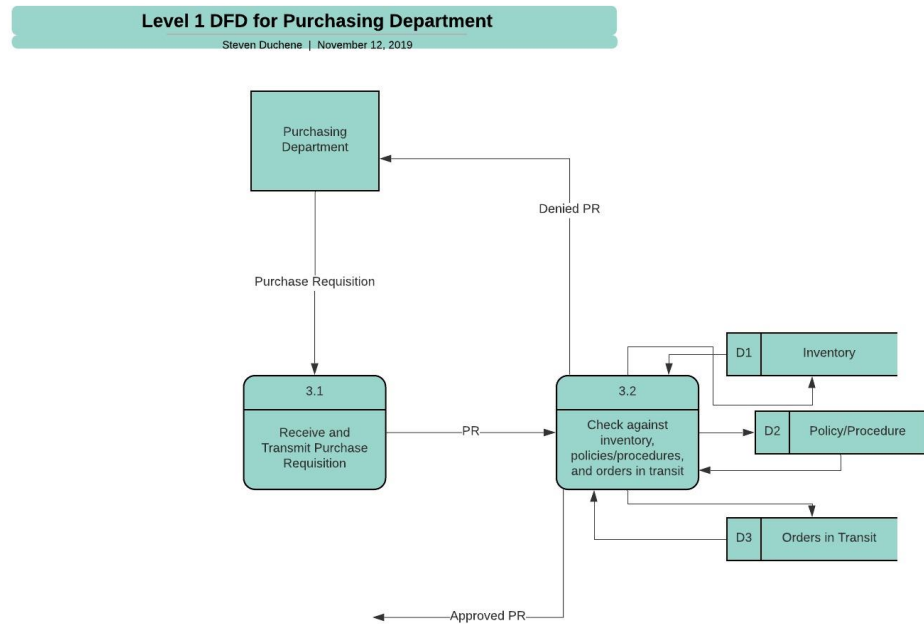 Level 1 DFD for Purchasing Department
Steven Duchene | November 12, 2019
Purchasing
Department
Denied PR
Purchase Requisition
D1
Inventory
3.1
3.2
Receive and
Transmit Purchase
Requisition
PR
Check against
inventory,
policies/procedures,
and orders in transit
D2
Policy/Procedure
D3
Orders in Transit
Approved PR